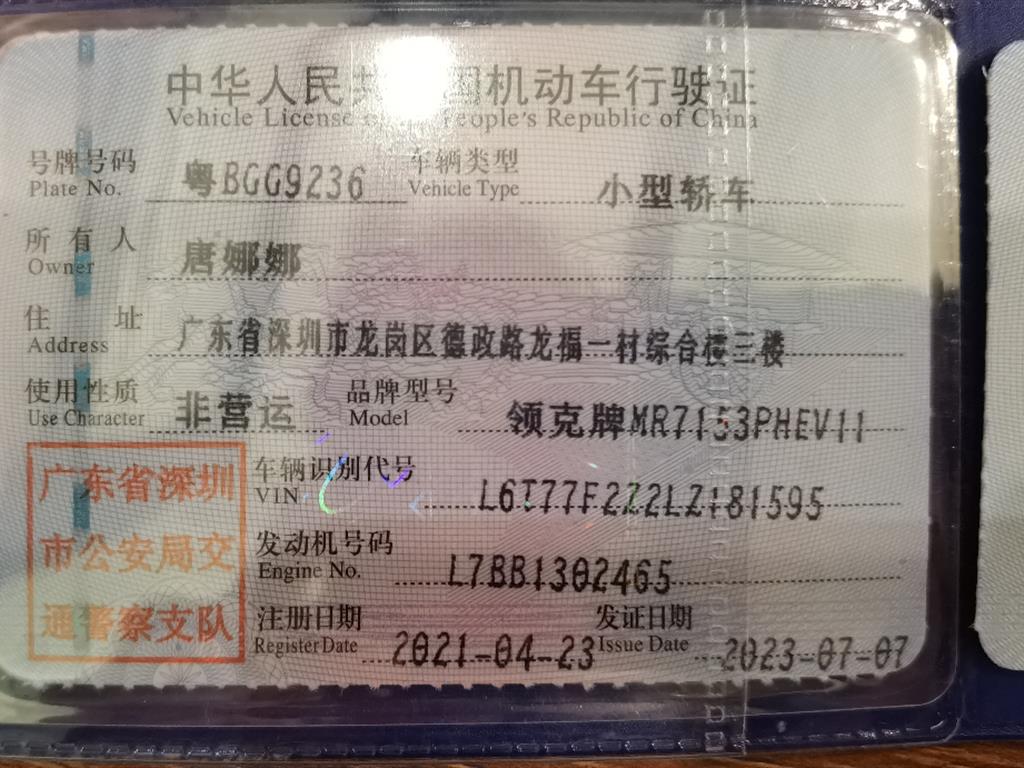 中华人民共 国机动车行驶证
Vehicle License People's Republic of China
号牌号码 粤BGG9236 车辆类型 小型轿车
Plate No. Vehicle Type
所有人 唐娜娜
Owner
住址 广东省深圳市龙岗区德政路龙福一村综合楼三楼
Address
使用性质 非营运 品牌型号 领克牌MR7153PHEV11
Use Character Model
广东省深圳 车辆识别代号 L6T77F2Z2LZ181595
VIN
市公安局交 发动机号码 L7BB1302465
Engine No.
通警察支队 注册日期 2021-04-23 发证日期 2023-07-07
Register Date Issue Date